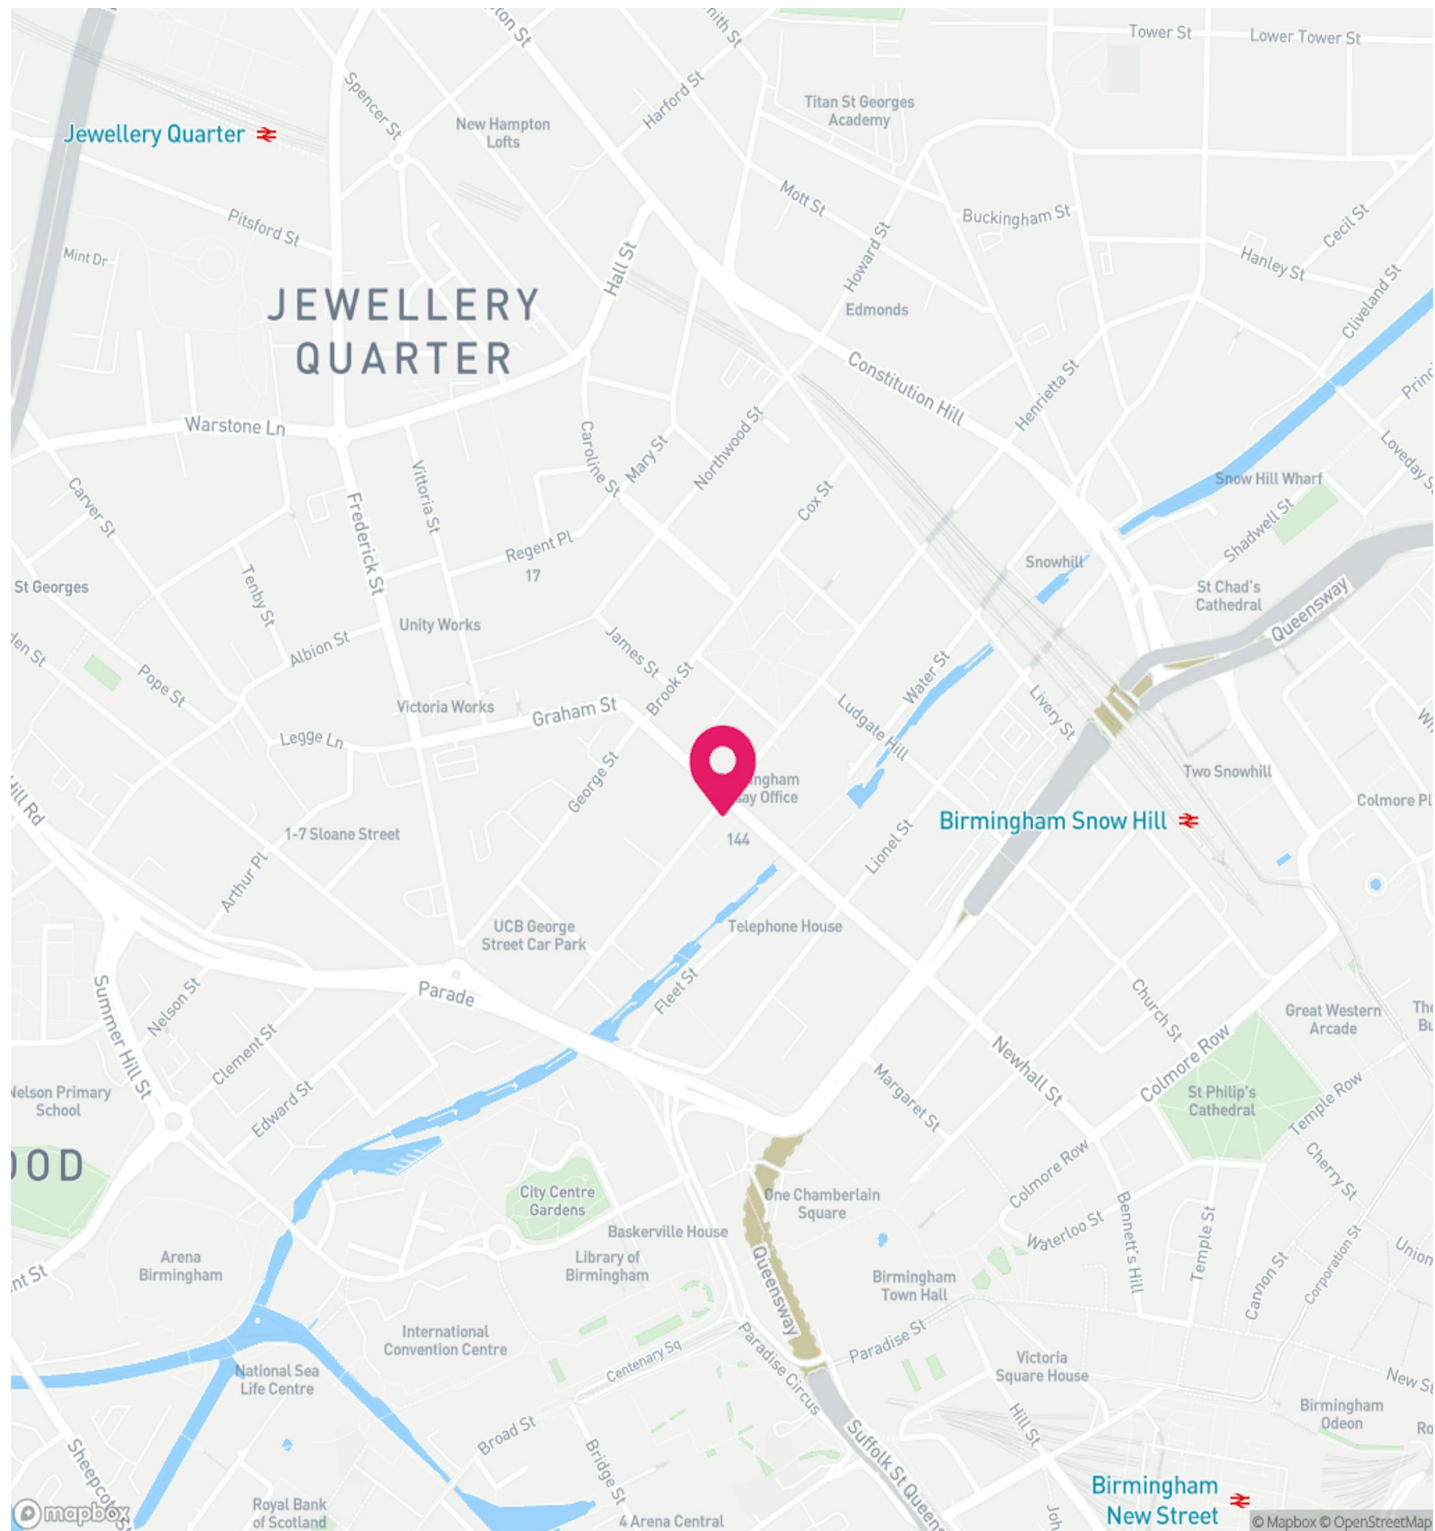 Tower St
Lower Tower St
Spencer St
Harford St
Titan St Georges
Academy
Jewellery Quarter
New Hampton
Lofts
Mott St
Pitsford St
Buckingham St
Cecil St
Mint Dr
Hall St
Howard St
Hanley St
JEWELLERY
QUARTER
Edmonds
Cliveland St
Constitution Hill
Henrietta St
Warstone Ln
Caroline St
Mary St
Northwood St
Vittoria St
Loveday St
Snow Hill Wharf
Carver St
Frederick St
Cox St
Shadwell St
Regent Pl
17
Snowhill
St Georges
Tenby St
St Chad's
Cathedral
Queensway
Unity Works
Albion St
James St
Pope St
Brook St
Water St
Livery St
Victoria Works
Graham St
Ludgate Hill
Legge Ln
George St
Two Snowhill
ingham
say Office
Colmore Pl
Birmingham Snow Hill
1-7 Sloane Street
144
Lionel St
Arthur Pl
UCB George
Street Car Park
Telephone House
Parade
Fleet St
Summer Hill St
Nelson St
Church St
Great Western
Arcade
Clement St
Newhall St
Colmore Row
Nelson Primary
School
Edward St
Margaret St
St Philip's
Cathedral
Temple Row
OOD
Colmore Row
Cherry St
City Centre
Gardens
One Chamberlain
Square
Bennett's Hill
Temple St
Waterloo St
Baskerville House
Arena
Birmingham
Library of
Birmingham
Queensway
Birmingham
Town Hall
Cannon St
Corporation St
Union
International
Convention Centre
Centenary Sq
Paradise Circus
Paradise St
National Sea
Life Centre
Victoria
Square House
New St
Birmingham
Odeon
Broad St
Bridge St
Hill St
Suffolk St Queens
Sheepcote St
Birmingham
New Street
Royal Bank
of Scotland
4 Arena Central
mapbox
© Mapbox © OpenStreetMap